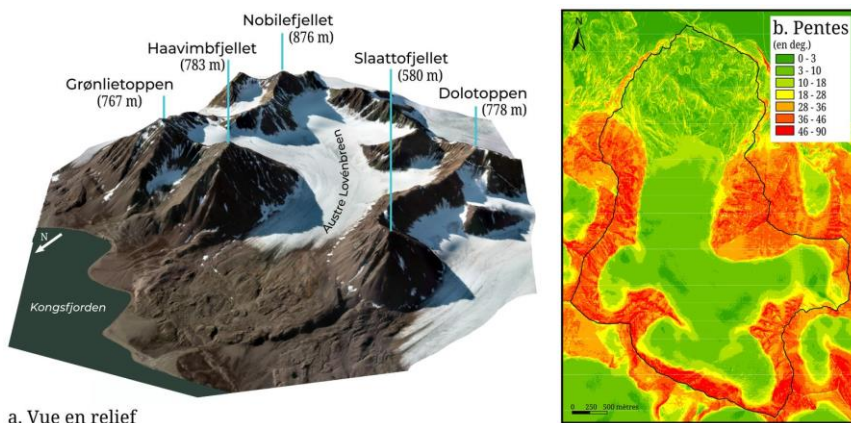 Nobilefjellet
(876 m)
Haavimbfjellet
(783 m)
Slaattofjellet
(580 m)
Grønlietoppen
(767 m)
Dolotoppen
(778 m)
Austre Lovénbreen
N
Kongsfjorden
a. Vue en relief
N
b. Pentes
(en deg.)
0 - 3
3 - 10
10 - 18
18 - 28
28 - 36
36 - 46
46 - 90
0 250 500 mètres